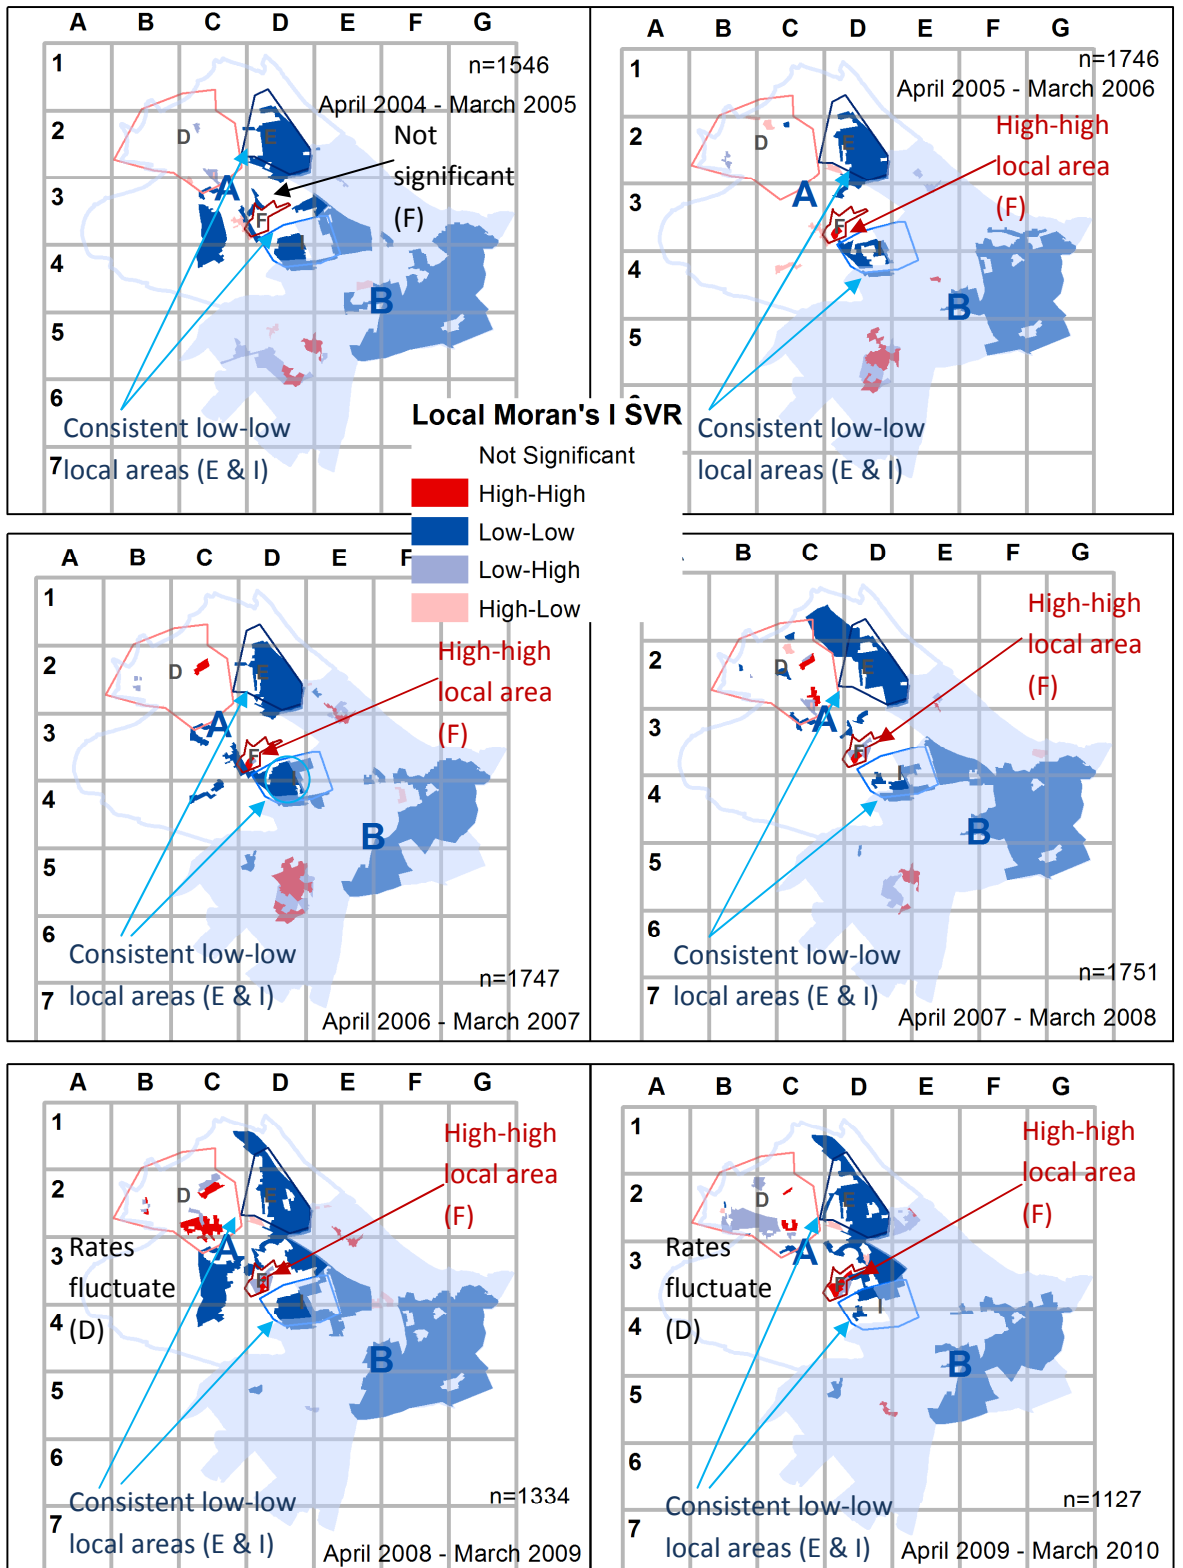 A B C D E F G
1
n=1546
April 2004 - March 2005
2
D
E
Not
significant
(F)
3
A
F
I
4
B
5
6
Consistent low-low
local areas (E & I)
7
A B C D E F G
1
n=1746
April 2005 - March 2006
2
D
E
High-high
local area
(F)
3
A
F
4
B
5
Consistent low-low
local areas (E & I)
Local Moran's I SVR
Not Significant
High-High
Low-Low
Low-High
High-Low
A B C D E F
1
2
D
E
High-high
local area
(F)
3
A
F
I
4
B
5
6
Consistent low-low
local areas (E & I)
7
n=1747
April 2006 - March 2007
B C D E F G
High-high
local area
(F)
2
D
E
3
A
F
I
4
B
5
6
Consistent low-low
local areas (E & I)
7
n=1751
April 2007 - March 2008
A B C D E F G
1
High-high
local area
(F)
2
D
E
3
Rates
fluctuate
(D)
A
F
I
4
B
5
6
Consistent low-low
local areas (E & I)
7
n=1334
April 2008 - March 2009
A B C D E F G
1
High-high
local area
(F)
2
D
E
3
Rates
fluctuate
(D)
A
F
I
4
B
5
6
Consistent low-low
local areas (E & I)
7
n=1127
April 2009 - March 2010